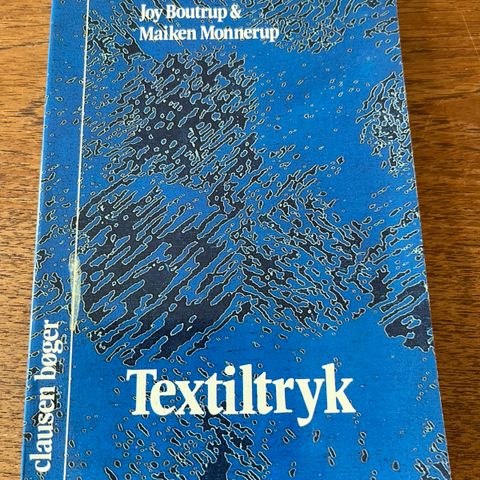 Joy Boutrup &
Maiken Monnerup
Textiltryk
clausen bøger